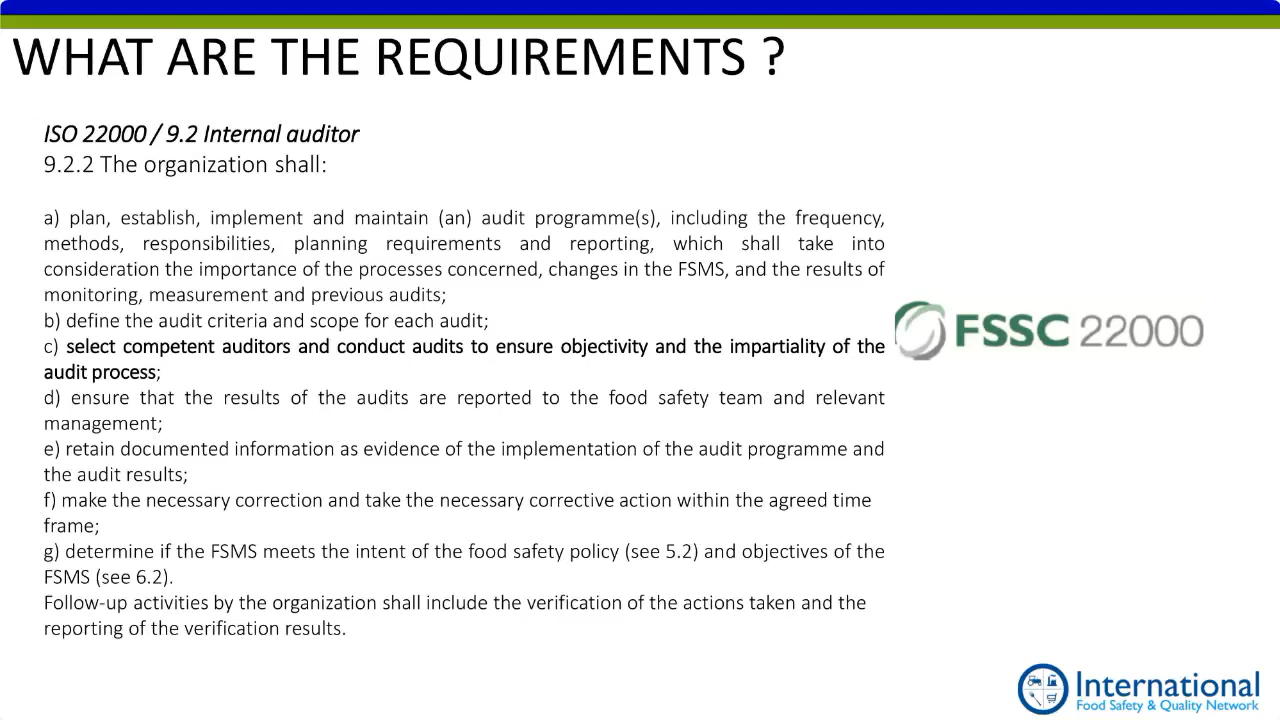 WHAT ARE THE REQUIREMENTS ?
ISO 22000 / 9.2 Internal auditor
9.2.2 The organization shall:
a) plan, establish, implement and maintain (an) audit programme(s), including the frequency,
methods, responsibilities, planning requirements and reporting, which shall take into
consideration the importance of the processes concerned, changes in the FSMS, and the results of
monitoring, measurement and previous audits;
b) define the audit criteria and scope for each audit;
c) select competent auditors and conduct audits to ensure objectivity and the impartiality of the
audit process;
d) ensure that the results of the audits are reported to the food safety team and relevant
management;
e) retain documented information as evidence of the implementation of the audit programme and
the audit results;
f) make the necessary correction and take the necessary corrective action within the agreed time
frame;
g) determine if the FSMS meets the intent of the food safety policy (see 5.2) and objectives of the
FSMS (see 6.2).
Follow-up activities by the organization shall include the verification of the actions taken and the
reporting of the verification results.
FSSC 22000
International
Food Safety & Quality Network